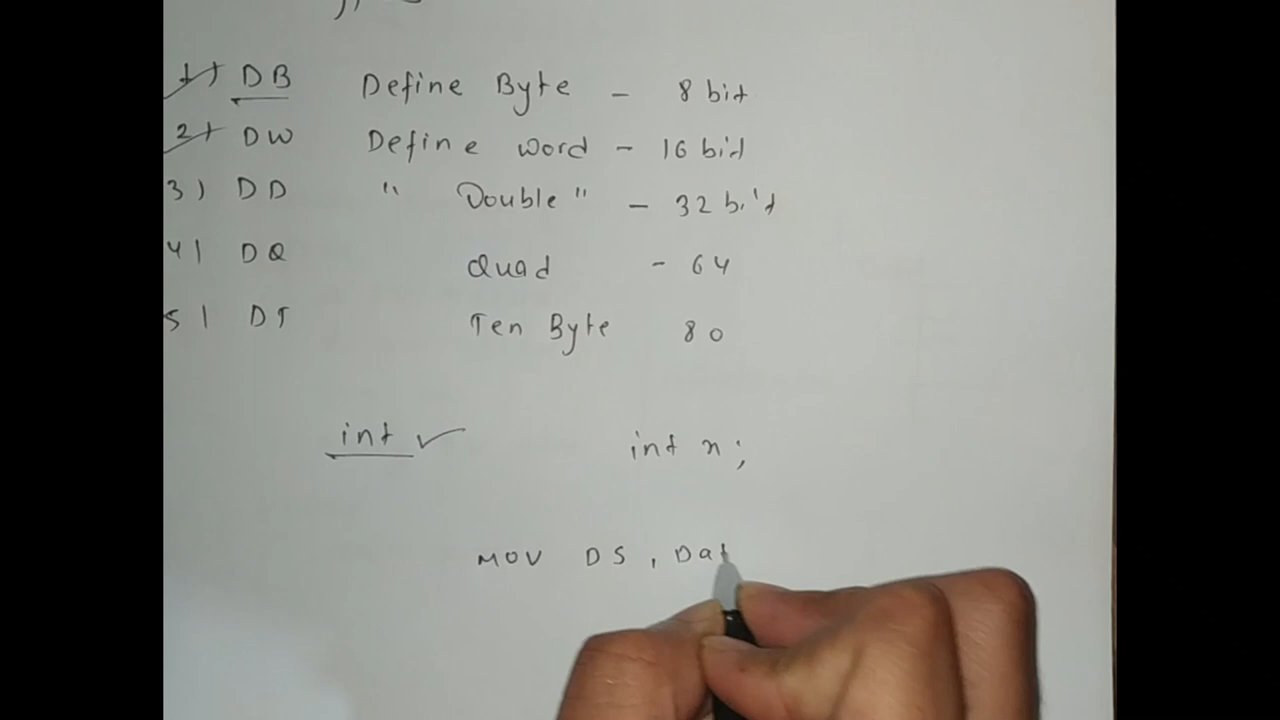 1) DB Define Byte - 8 bit
2) DW Define word - 16 bit
3) DD " Double " - 32 bit
4) DQ Quad - 64
5) DT Ten Byte 80
int ✓ int n;
MOV DS, Dat